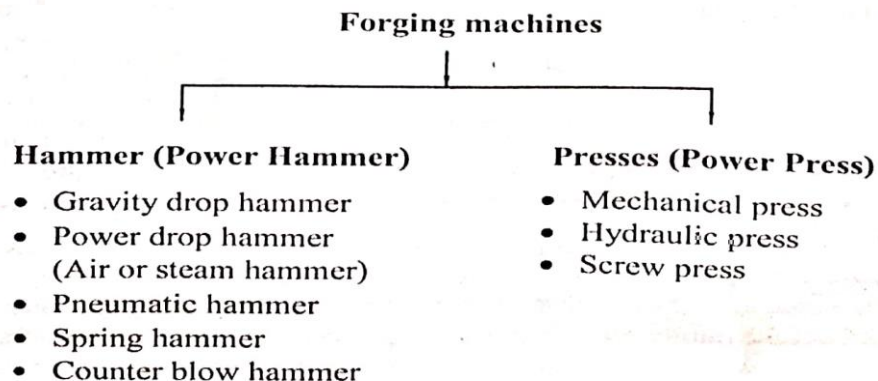 Forging machines
Hammer (Power Hammer)
• Gravity drop hammer
• Power drop hammer
(Air or steam hammer)
• Pneumatic hammer
• Spring hammer
• Counter blow hammer
Presses (Power Press)
• Mechanical press
• Hydraulic press
• Screw press